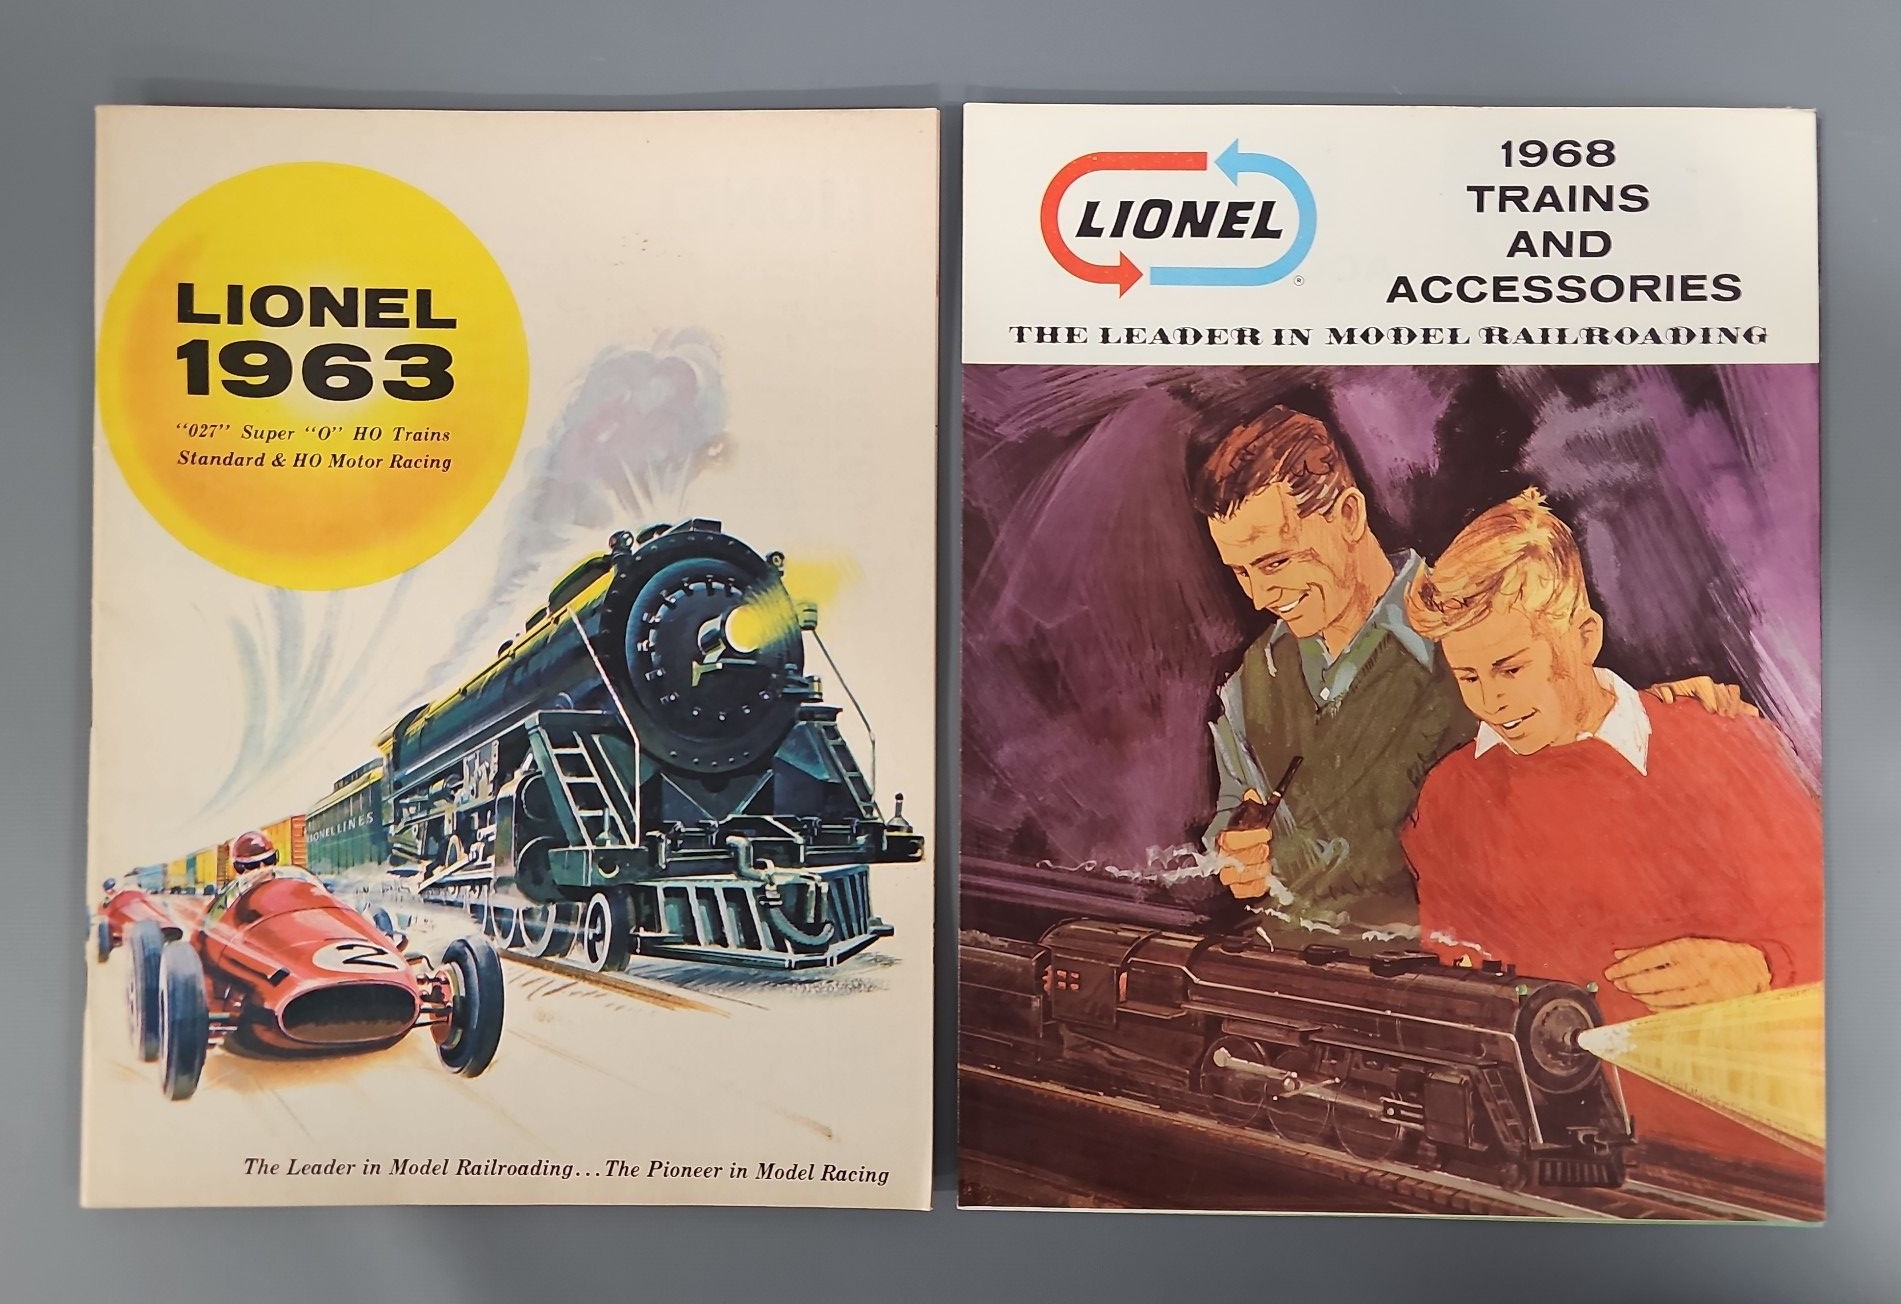 LIONEL
1963
“027” Super “O” HO Trains
Standard & HO Motor Racing
LIONEL LINES
2
The Leader in Model Railroading...The Pioneer in Model Racing
LIONEL
®
1968
TRAINS
AND
ACCESSORIES
THE LEADER IN MODEL RAILROADING